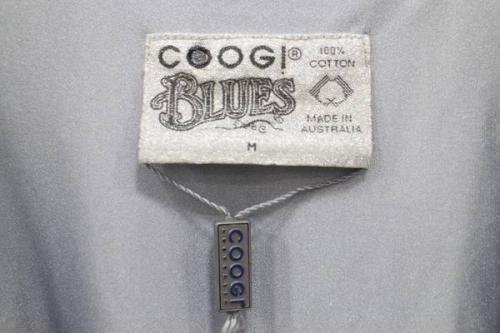 COOGI®
BLUES
100%
COTTON
MADE IN
AUSTRALIA
M
COOGI